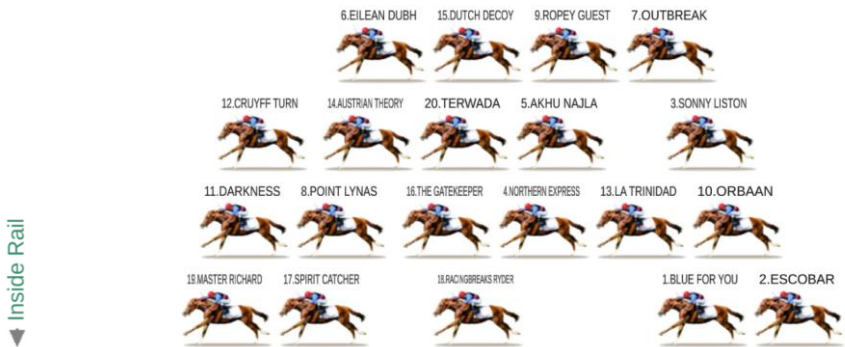 6.EILEAN DUBH 15.DUTCH DECOY 9.ROPEY GUEST 7.OUTBREAK
12.CRUYFF TURN 14.AUSTRIAN THEORY 20.TERWADA 5.AKHU NAJLA 3.SONNY LISTON
11.DARKNESS 8.POINT LYNAS 16.THE GATEKEEPER 4.NORTHERN EXPRESS 13.LA TRINIDAD 10.ORBAAN
19.MASTER RICHARD 17.SPIRIT CATCHER 18.RACINGBREAKS RYDER 1.BLUE FOR YOU 2.ESCOBAR
Inside Rail